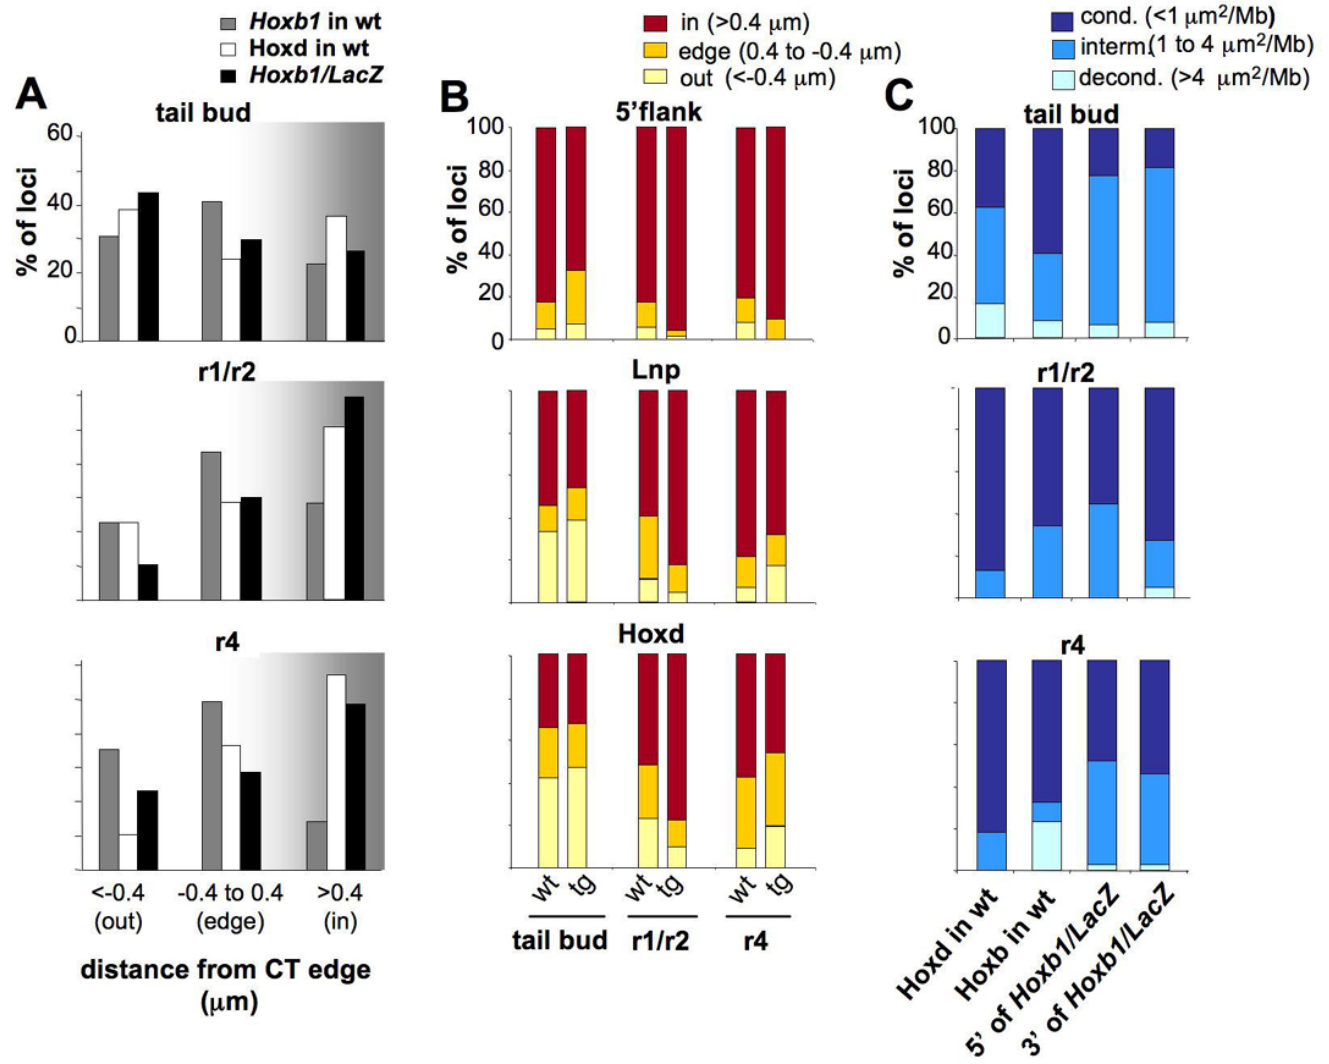 Hoxb1 in wt
Hoxd in wt
Hoxb1/LacZ
in (>0.4 μm)
edge (0.4 to -0.4 μm)
out (<-0.4 μm)
cond. (<1 μm²/Mb)
interm.(1 to 4 μm²/Mb)
decond. (>4 μm²/Mb)
A
B
C
tail bud
5'flank
tail bud
% of loci
60
40
20
0
% of loci
100
80
60
40
20
0
% of loci
100
80
60
40
20
0
r1/r2
Lnp
r1/r2
r4
Hoxd
r4
<-0.4
(out)
-0.4 to 0.4
(edge)
>0.4
(in)
distance from CT edge
(μm)
wt tg wt tg wt tg
tail bud r1/r2 r4
Hoxd in wt
Hoxb in wt
5' of Hoxb1/LacZ
3' of Hoxb1/LacZ